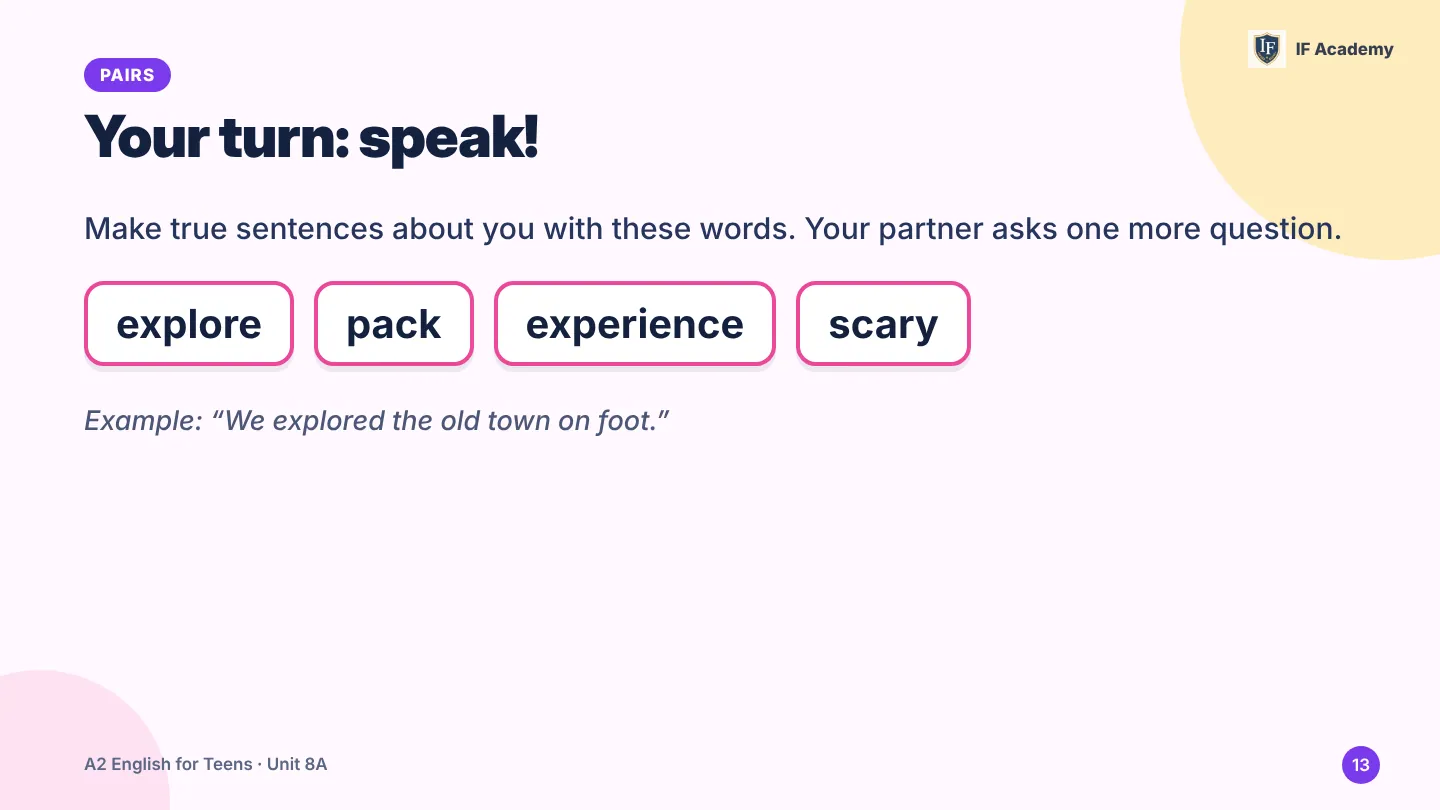 IF
IF Academy
PAIRS
Your turn: speak!
Make true sentences about you with these words. Your partner asks one more question.
explore
pack
experience
scary
Example: “We explored the old town on foot.”
A2 English for Teens · Unit 8A
13